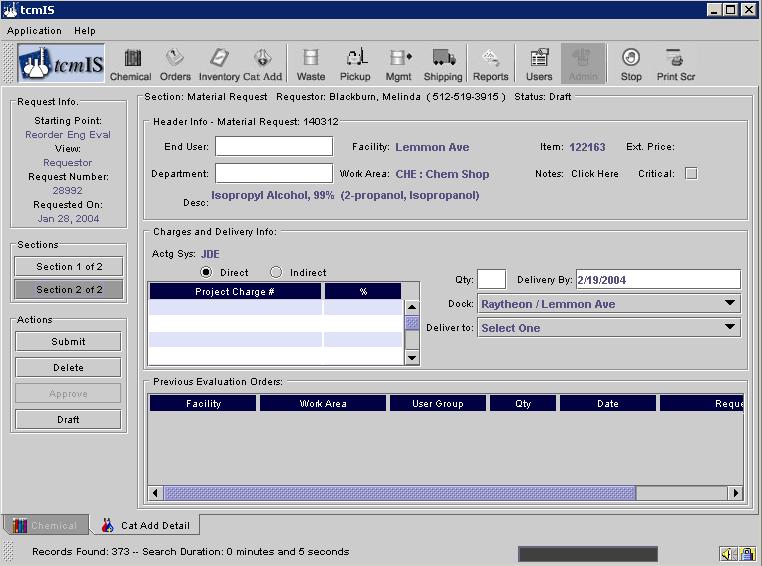 tcmIS
Application Help
tcmIS Chemical Orders Inventory Cat Add Waste Pickup Mgmt Shipping Reports Users Admin Stop Print Scr
Request Info.
Starting Point:
Reorder Eng Eval
View:
Requestor
Request Number:
28992
Requested On:
Jan 28, 2004
Sections
Section 1 of 2
Section 2 of 2
Actions
Submit
Delete
Approve
Draft
Section: Material Request Requestor: Blackburn, Melinda ( 512-519-3915 ) Status: Draft
Header Info - Material Request: 140312
End User: Facility: Lemmon Ave Item: 122163 Ext. Price:
Department: Work Area: CHE : Chem Shop Notes: Click Here Critical:
Desc: Isopropyl Alcohol, 99% (2-propanol, Isopropanol)
Charges and Delivery Info:
Actg Sys: JDE
Direct Indirect
Project Charge # %
Qty: Delivery By: 2/19/2004
Dock: Raytheon / Lemmon Ave
Deliver to: Select One
Previous Evaluation Orders:
Facility Work Area User Group Qty Date Reque
Chemical Cat Add Detail
Records Found: 373 -- Search Duration: 0 minutes and 5 seconds